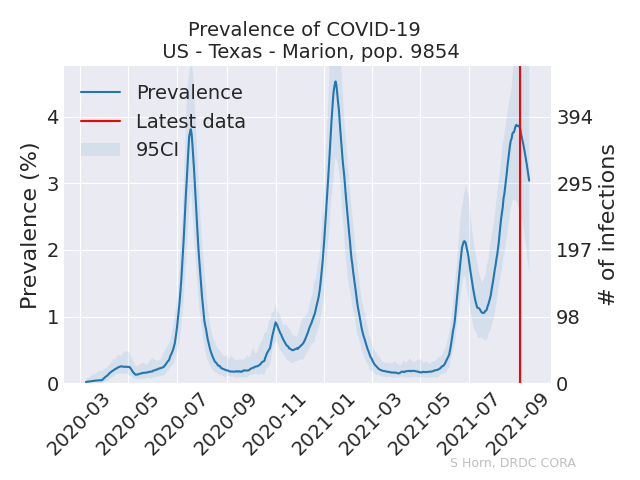 Prevalence of COVID-19
US - Texas - Marion, pop. 9854
Prevalence
Latest data
95CI
Prevalence (%)
4
3
2
1
0
# of infections
394
295
197
98
0
2020-03
2020-05
2020-07
2020-09
2020-11
2021-01
2021-03
2021-05
2021-07
2021-09
S Horn, DRDC CORA